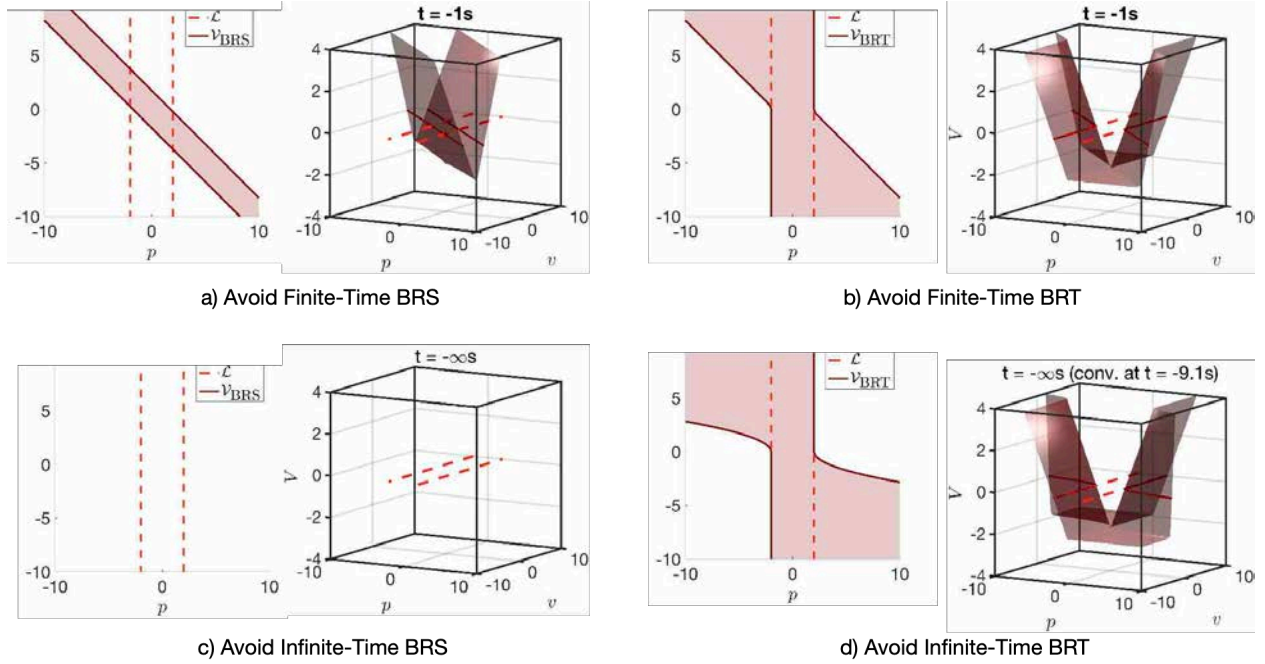 t = -1s
ℒ
𝒱BRS
5
0
-5
-10
-10
0
10
p
4
2
0
-2
-4
-10
0
10
p
-10
0
10
v
a) Avoid Finite-Time BRS
t = -1s
ℒ
𝒱BRT
5
0
-5
-10
-10
0
10
p
V
4
2
0
-2
-4
-10
0
10
p
-10
0
10
v
b) Avoid Finite-Time BRT
t = -∞s
ℒ
𝒱BRS
5
0
-5
-10
-10
0
10
p
V
4
2
0
-2
-4
-10
0
10
p
-10
0
10
v
c) Avoid Infinite-Time BRS
t = -∞s (conv. at t = -9.1s)
ℒ
𝒱BRT
5
0
-5
-10
-10
0
10
p
V
4
2
0
-2
-4
-10
0
10
p
-10
0
10
v
d) Avoid Infinite-Time BRT